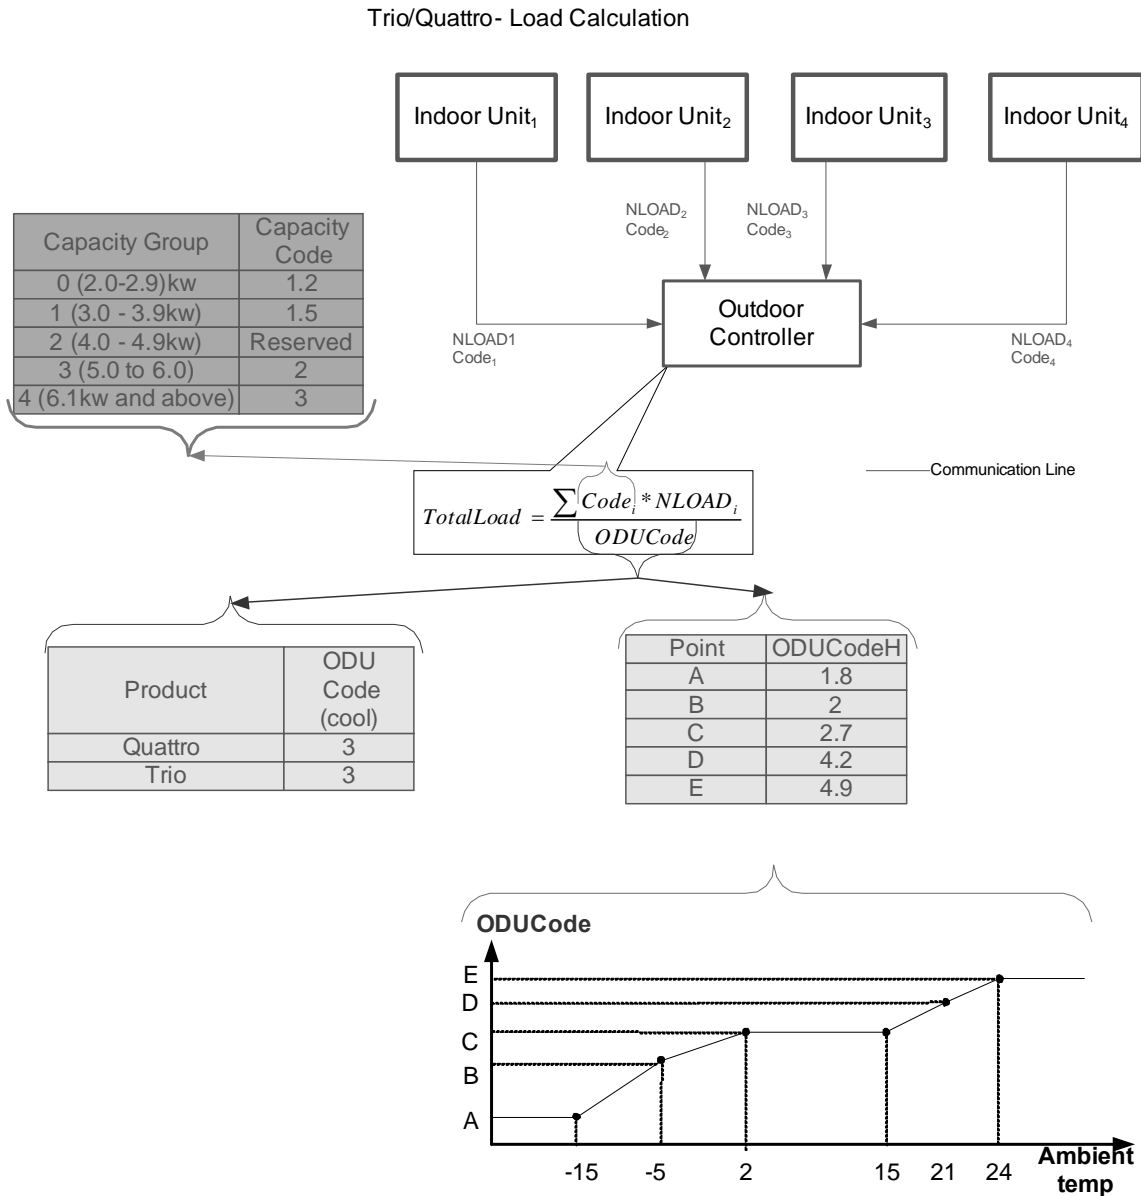 Trio/Quattro- Load Calculation
Indoor Unit1
Indoor Unit2
Indoor Unit3
Indoor Unit4
NLOAD2
Code2
NLOAD3
Code3
Capacity Group Capacity Code
0 (2.0-2.9)kw 1.2
1 (3.0 - 3.9kw) 1.5
2 (4.0 - 4.9kw) Reserved
3 (5.0 to 6.0) 2
4 (6.1kw and above) 3
Outdoor
Controller
NLOAD1
Code1
NLOAD4
Code4
Communication Line
TotalLoad = ∑ Codei * NLOADi
ODUCode
Product ODU Code (cool)
Quattro 3
Trio 3
Point ODUCodeH
A 1.8
B 2
C 2.7
D 4.2
E 4.9
ODUCode
E
D
C
B
A
-15 -5 2 15 21 24
Ambient
temp